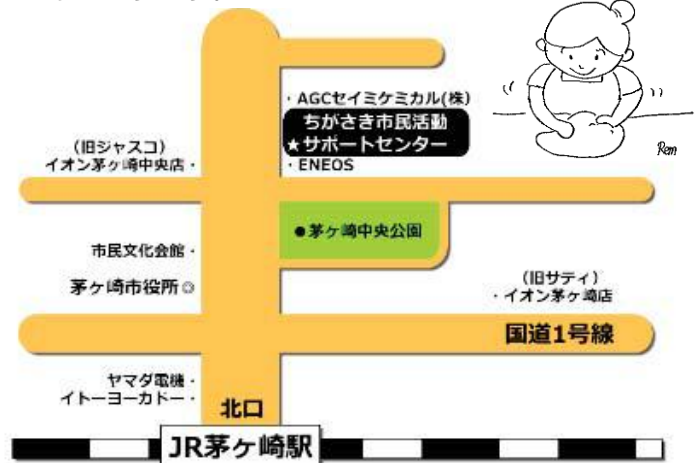 ・AGCセイミケミカル(株)
ちがさき市民活動
★サポートセンター
・ENEOS
(旧ジャスコ)
イオン茅ヶ崎中央店・
●茅ヶ崎中央公園
市民文化会館・
茅ヶ崎市役所◎
(旧サティ)
・イオン茅ヶ崎店
国道1号線
ヤマダ電機・
イトーヨーカドー・
北口
JR茅ヶ崎駅
Rem